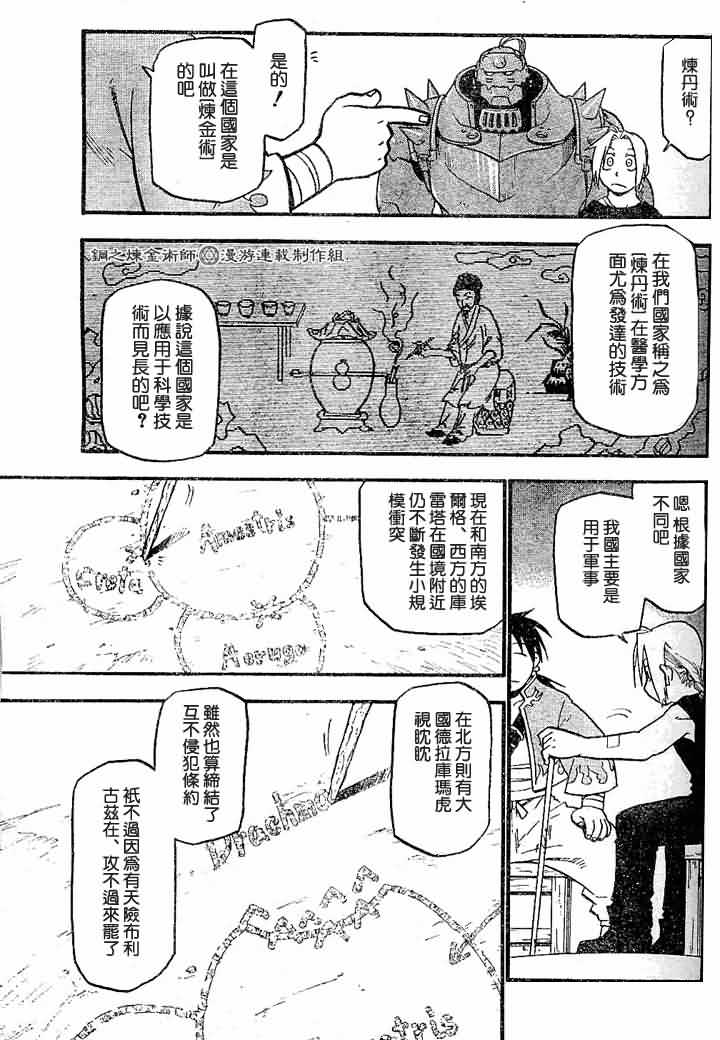 煉丹術？
是的！
在這個國家是
叫做「煉金術」
的吧
鋼之煉金術師 漫游連載制作組
在我們國家稱之為
「煉丹術」在醫學方
面尤為發達的技術
據說這個國家是
以應用于科學技
術而見長的吧？
嗯 根據國家
不同吧
我國主要是
用于軍事
現在和南方的埃
爾格、西方的庫
雷塔在國境附近
仍不斷發生小規
模衝突
Amestris
Creta
Aerugo
在北方則有大
國德拉庫瑪虎
視眈眈
雖然也算締結了
互不侵犯條約
衹不過因為有天險布利
古茲在、攻不過來罷了
Drachma
estris